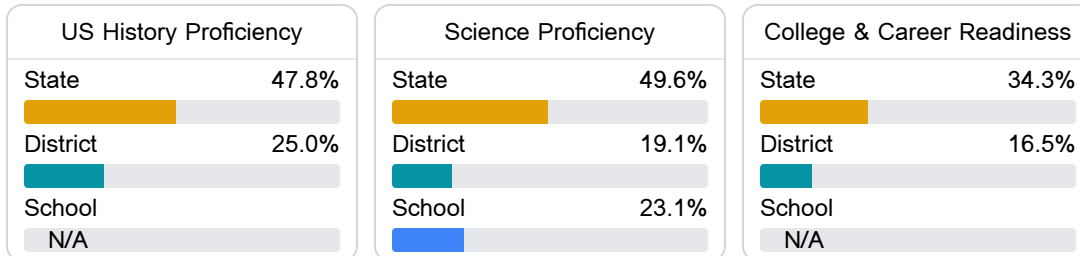 US History Proficiency
State 47.8%
District 25.0%
School
N/A
Science Proficiency
State 49.6%
District 19.1%
School 23.1%
College & Career Readiness
State 34.3%
District 16.5%
School
N/A